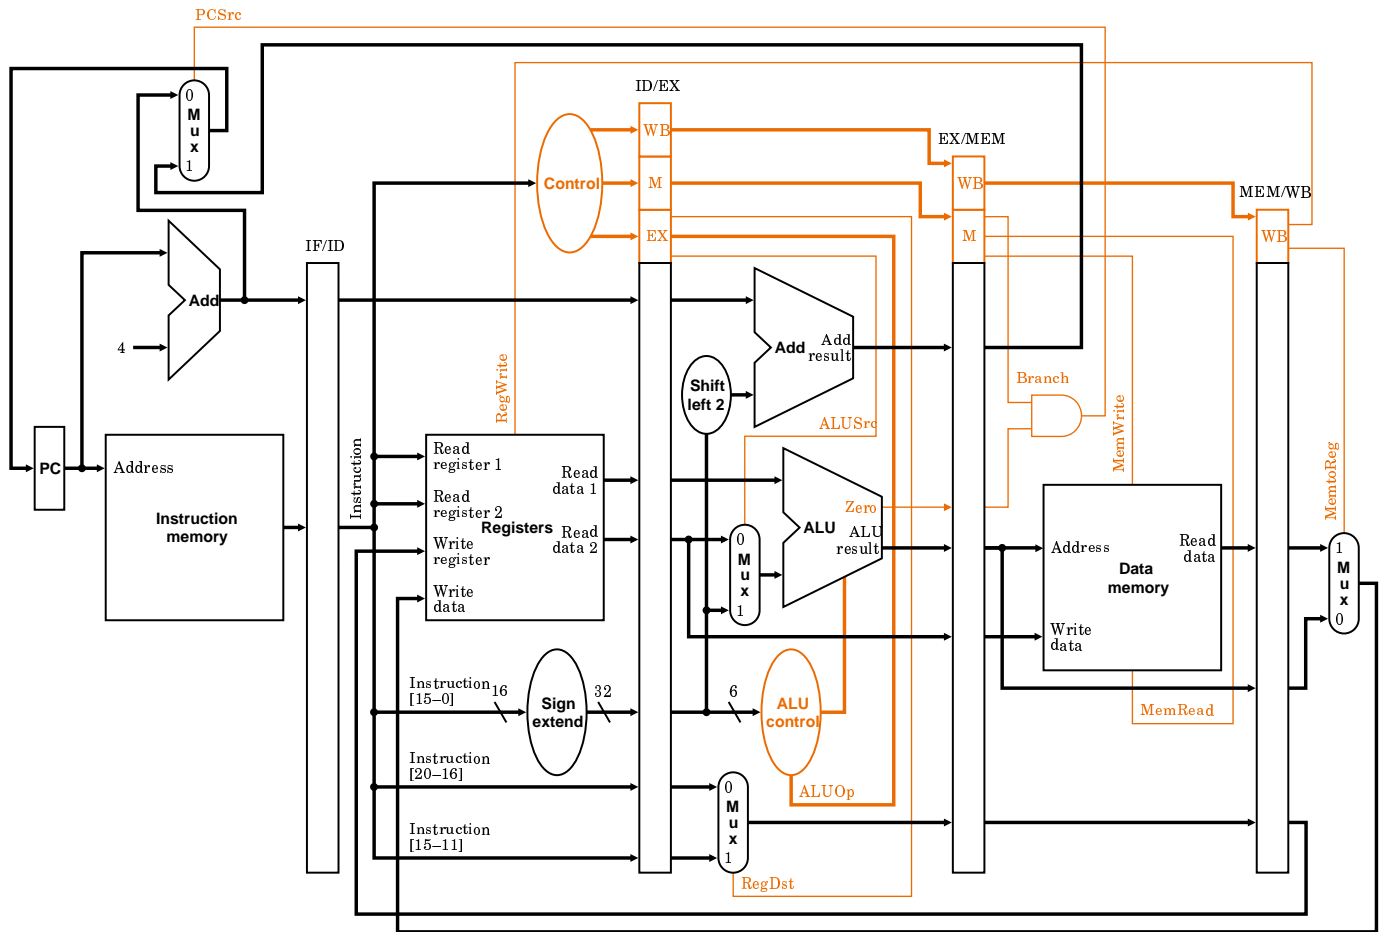 PCSrc
ID/EX
0
M
u
x
1
WB
EX/MEM
Control
M
WB
MEM/WB
EX
M
WB
IF/ID
Add
4
Add
Add
result
Shift
left 2
RegWrite
Branch
ALUSrc
MemWrite
MemtoReg
PC
Address
Instruction
memory
Instruction
Read
register 1
Read
register 2
Registers
Write
register
Write
data
Read
data 1
Read
data 2
0
M
u
x
1
ALU
Zero
ALU
result
Address
Read
data
Data
memory
Write
data
1
M
u
x
0
Instruction
[15–0]
16
Sign
extend
32
6
ALU
control
MemRead
Instruction
[20–16]
0
M
u
x
1
ALUOp
Instruction
[15–11]
RegDst